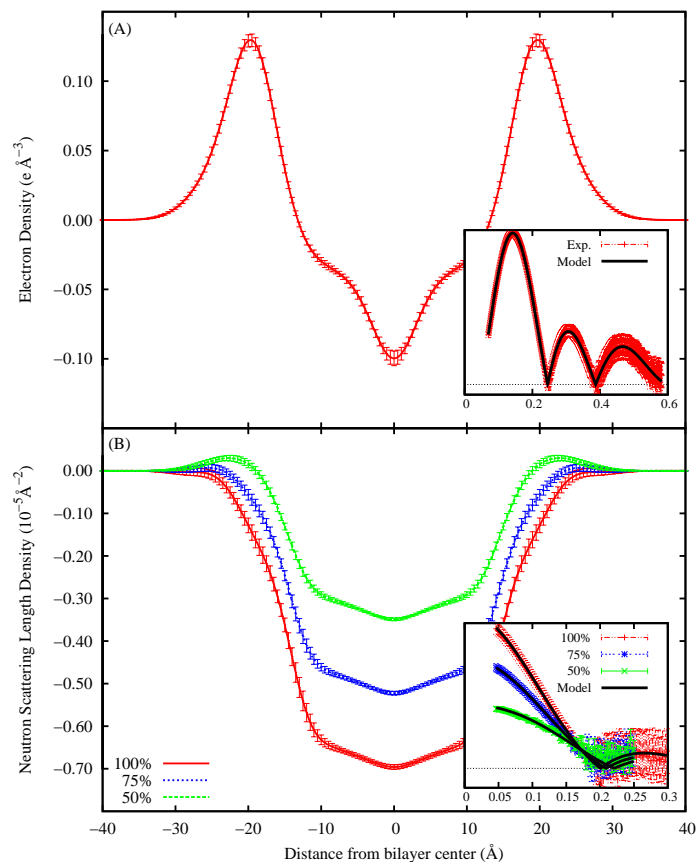 (A)
Electron Density (e Å⁻³)
0.10
0.05
0.00
−0.05
−0.10
Exp.
Model
0 0.2 0.4 0.6
(B)
Neutron Scattering Length Density (10⁻⁵Å⁻²)
0.00
−0.10
−0.20
−0.30
−0.40
−0.50
−0.60
−0.70
100%
75%
50%
100%
75%
50%
Model
0 0.05 0.1 0.15 0.2 0.25 0.3
−40 −30 −20 −10 0 10 20 30 40
Distance from bilayer center (Å)